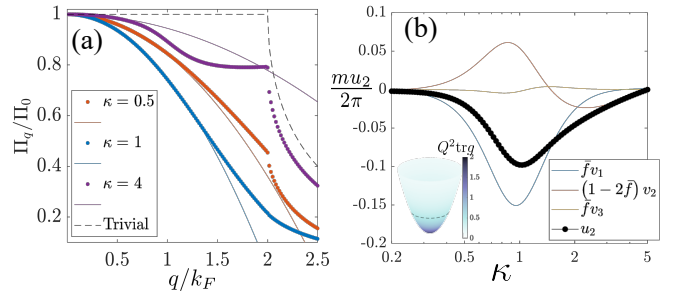 (a)
Π_q/Π_0
1
0.8
0.6
0.4
0.2
κ = 0.5
κ = 1
κ = 4
Trivial
0.5 1 1.5 2 2.5
q/k_F
(b)
mu_2/2π
0.1
0.05
0
-0.05
-0.1
-0.15
-0.2
Q²trg
2
1.5
1
0.5
0
f̄v_1
(1 − 2f̄) v_2
f̄v_3
u_2
0.2 0.4 1 2 5
κ